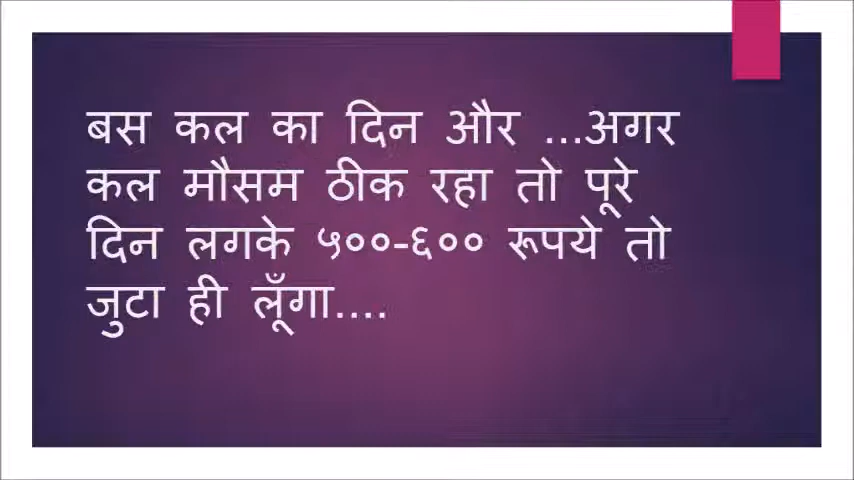 बस कल का दिन और ...अगर
कल मौसम ठीक रहा तो पूरे
दिन लगके ५००-६०० रूपये तो
जुटा ही लूँगा....